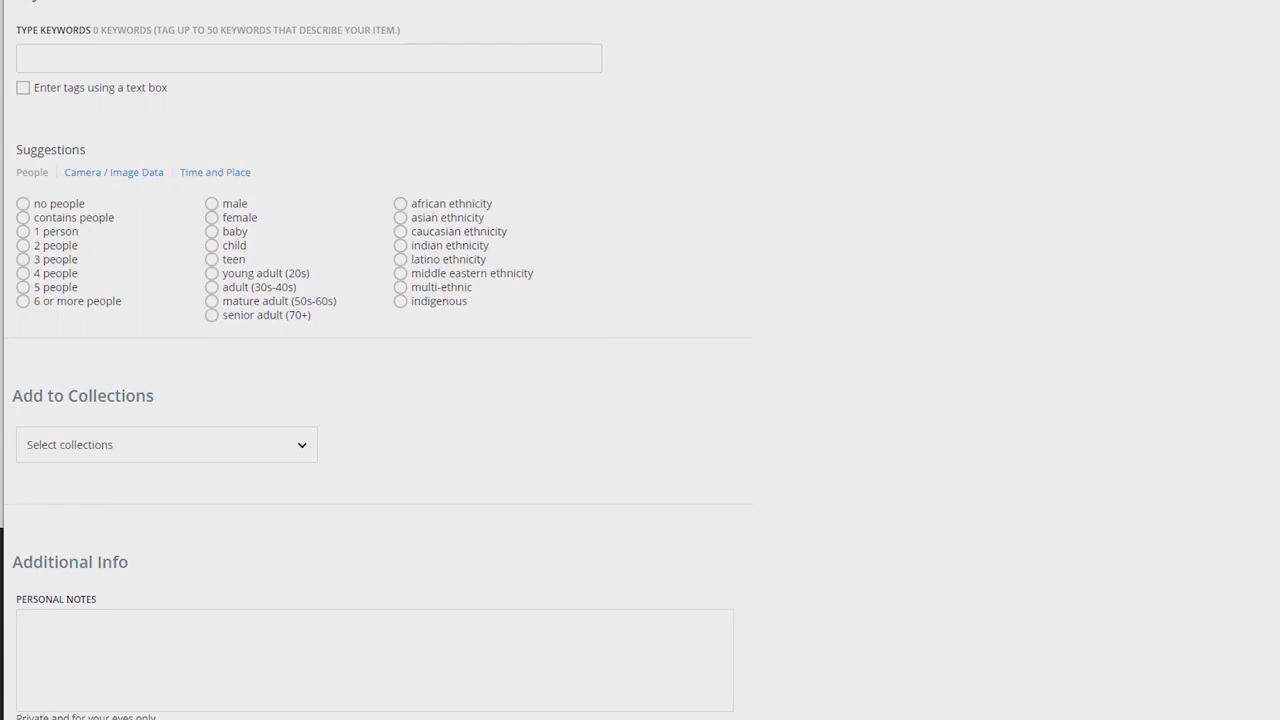 TYPE KEYWORDS 0 KEYWORDS (TAG UP TO 50 KEYWORDS THAT DESCRIBE YOUR ITEM.)
Enter tags using a text box
Suggestions
People Camera / Image Data Time and Place
no people
contains people
1 person
2 people
3 people
4 people
5 people
6 or more people
male
female
baby
child
teen
young adult (20s)
adult (30s-40s)
mature adult (50s-60s)
senior adult (70+)
african ethnicity
asian ethnicity
caucasian ethnicity
indian ethnicity
latino ethnicity
middle eastern ethnicity
multi-ethnic
indigenous
Add to Collections
Select collections
Additional Info
PERSONAL NOTES
Private and for your eyes only